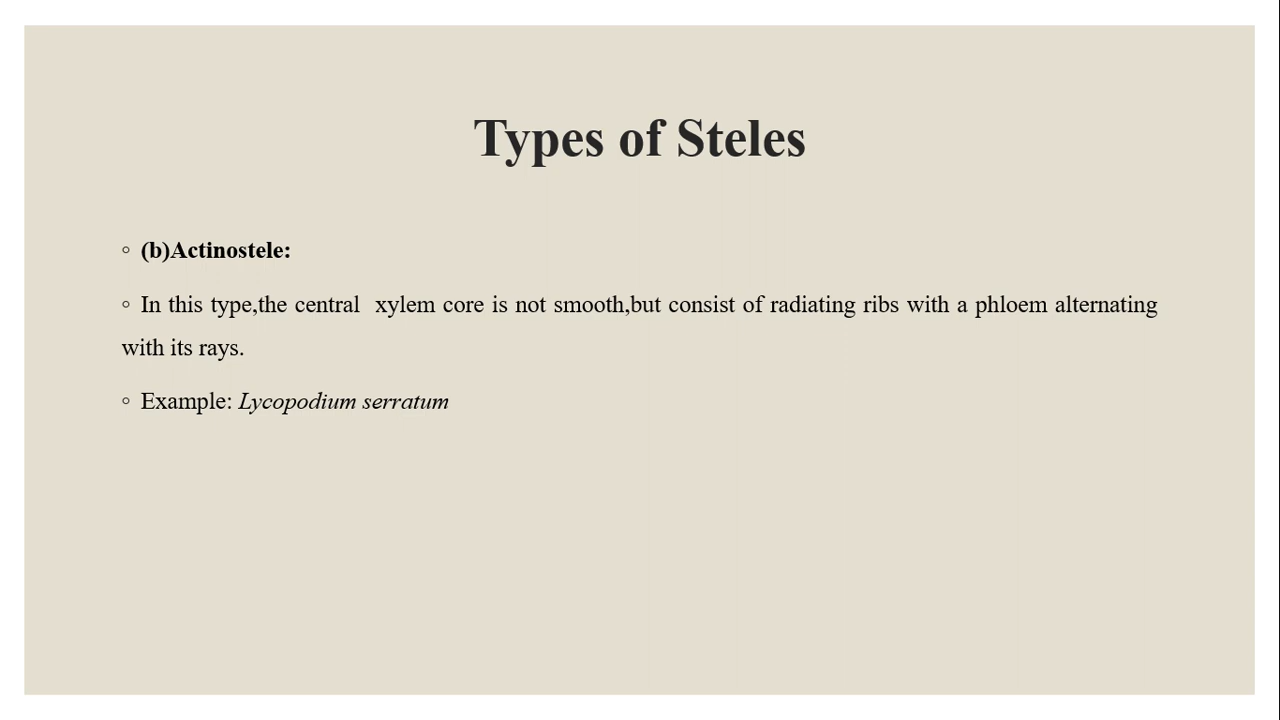 Types of Steles
◦ (b)Actinostele:
◦ In this type,the central  xylem core is not smooth,but consist of radiating ribs with a phloem alternating
with its rays.
◦ Example: Lycopodium serratum